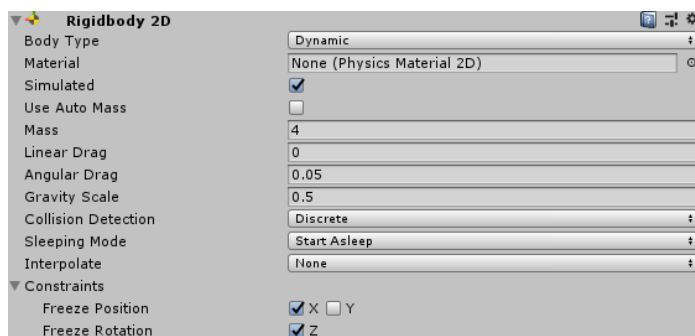 Rigidbody 2D
Body Type Dynamic
Material None (Physics Material 2D)
Simulated
Use Auto Mass
Mass 4
Linear Drag 0
Angular Drag 0.05
Gravity Scale 0.5
Collision Detection Discrete
Sleeping Mode Start Asleep
Interpolate None
Constraints
Freeze Position X Y
Freeze Rotation Z